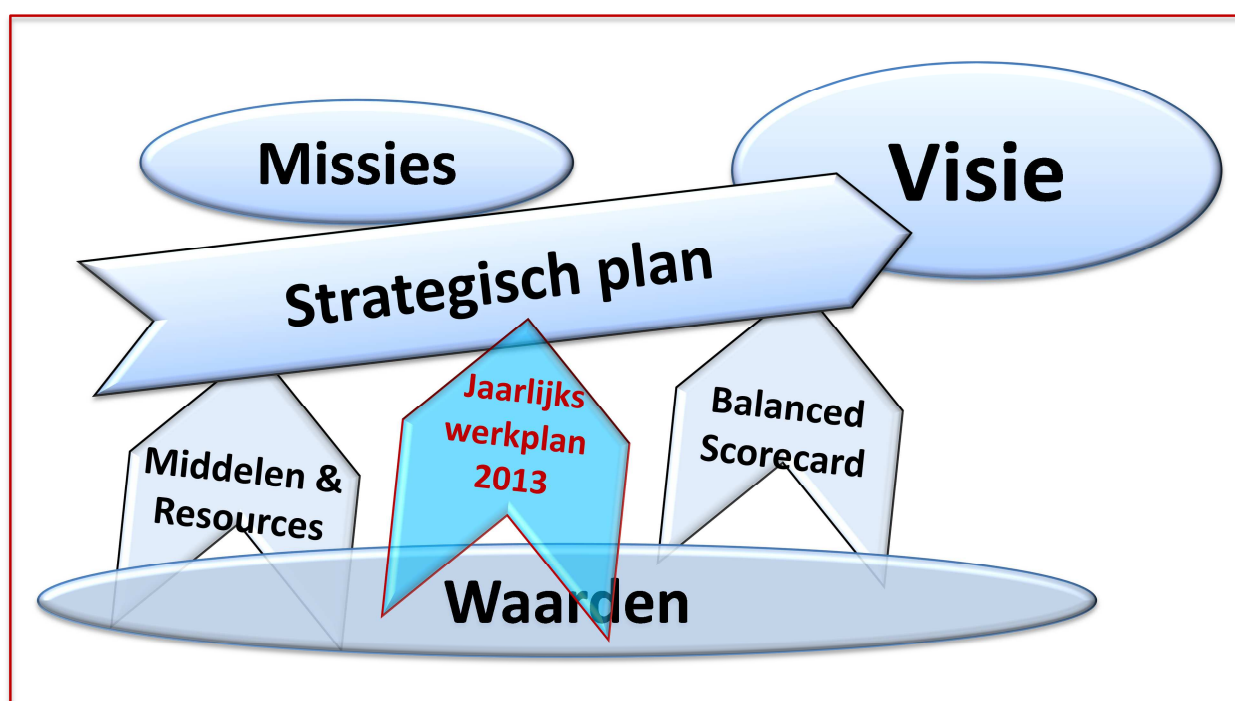 Missies
Visie
Strategisch plan
Jaarlijks
werkplan
2013
Balanced
Scorecard
Middelen &
Resources
Waarden